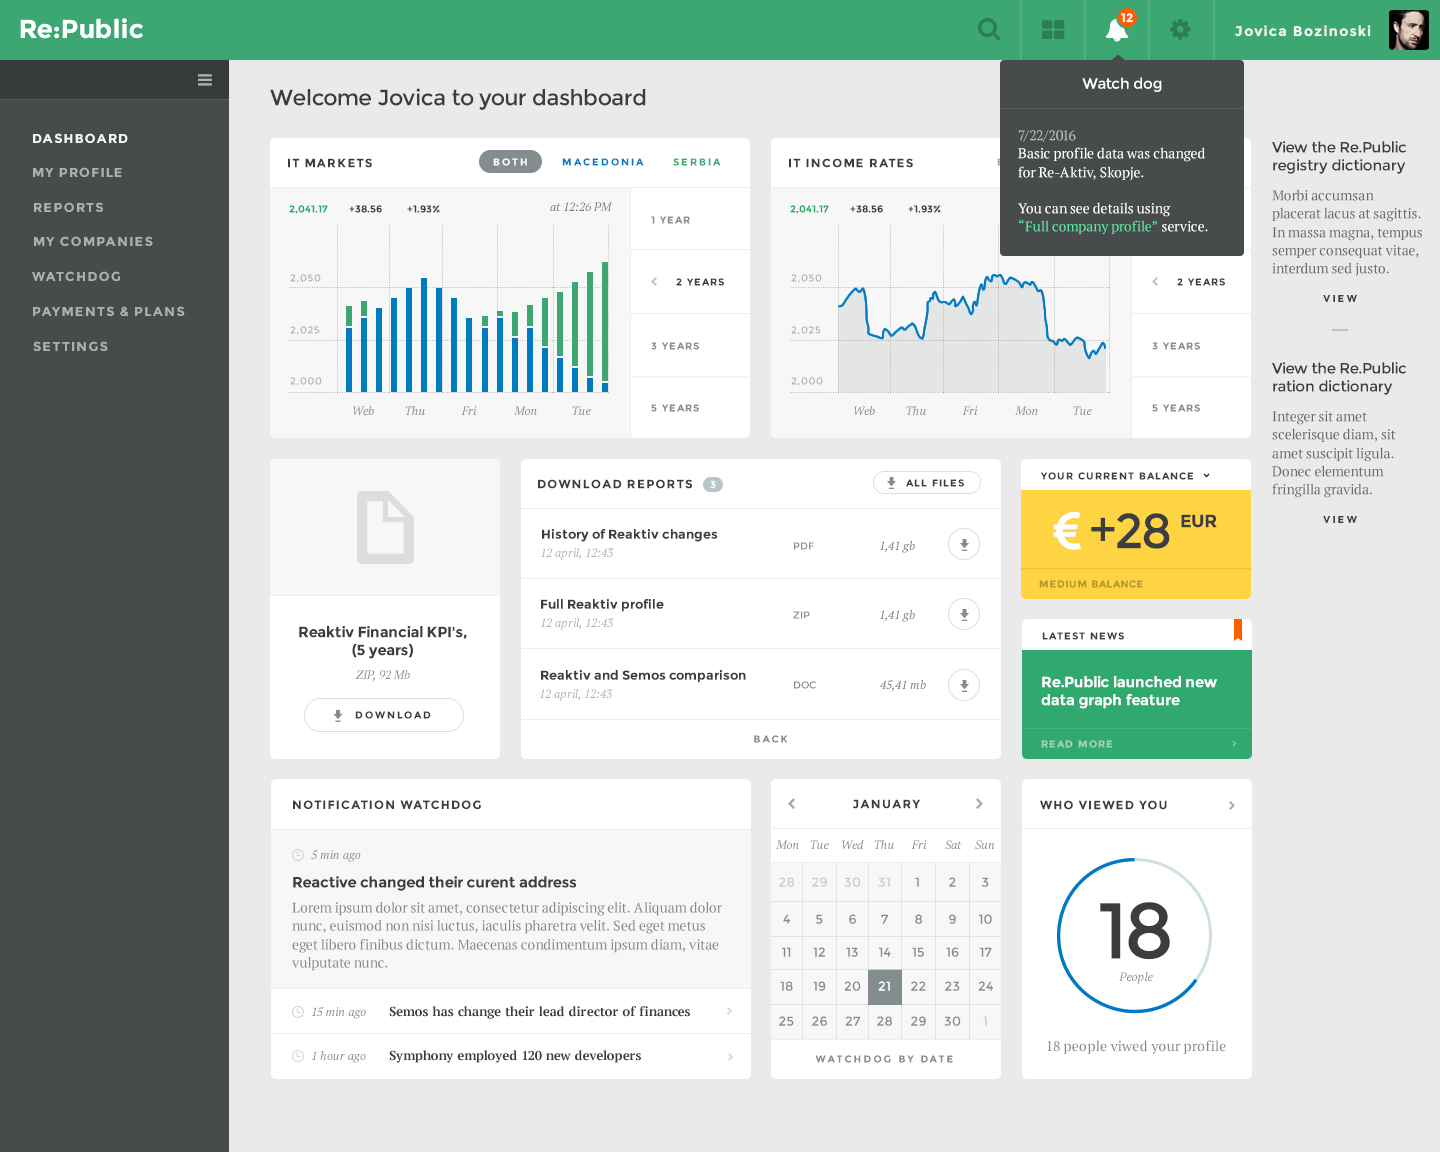 Re:Public
12
Jovica Bozinoski
DASHBOARD
MY PROFILE
REPORTS
MY COMPANIES
WATCHDOG
PAYMENTS & PLANS
SETTINGS
Welcome Jovica to your dashboard
Watch dog
7/22/2016
Basic profile data was changed
for Re-Aktiv, Skopje.
You can see details using
“Full company profile” service.
IT MARKETS
BOTH
MACEDONIA
SERBIA
2,041.17
+38.56
+1.93%
at 12:26 PM
2,050
2,025
2,000
Wed
Thu
Fri
Mon
Tue
1 YEAR
2 YEARS
3 YEARS
5 YEARS
IT INCOME RATES
2,041.17
+38.56
+1.93%
2,050
2,025
2,000
Wed
Thu
Fri
Mon
Tue
2 YEARS
3 YEARS
5 YEARS
View the Re.Public
registry dictionary
Morbi accumsan
placerat lacus at sagittis.
In massa magna, tempus
semper consequat vitae,
interdum sed justo.
VIEW
View the Re.Public
ration dictionary
Integer sit amet
scelerisque diam, sit
amet suscipit ligula.
Donec elementum
fringilla gravida.
VIEW
Reaktiv Financial KPI's,
(5 years)
ZIP, 92 Mb
DOWNLOAD
DOWNLOAD REPORTS 3
ALL FILES
History of Reaktiv changes
12 april, 12:43
PDF
1,41 gb
Full Reaktiv profile
12 april, 12:43
ZIP
1,41 gb
Reaktiv and Semos comparison
12 april, 12:43
DOC
45,41 mb
BACK
YOUR CURRENT BALANCE
€ +28 EUR
MEDIUM BALANCE
LATEST NEWS
Re.Public launched new
data graph feature
READ MORE
NOTIFICATION WATCHDOG
5 min ago
Reactive changed their curent address
Lorem ipsum dolor sit amet, consectetur adipiscing elit. Aliquam dolor
nunc, euismod non nisi luctus, iaculis pharetra velit. Sed eget metus
eget libero finibus dictum. Maecenas condimentum ipsum diam, vitae
vulputate nunc.
15 min ago
Semos has change their lead director of finances
1 hour ago
Symphony employed 120 new developers
JANUARY
Mon Tue Wed Thu Fri Sat Sun
28 29 30 31 1 2 3
4 5 6 7 8 9 10
11 12 13 14 15 16 17
18 19 20 21 22 23 24
25 26 27 28 29 30 1
WATCHDOG BY DATE
WHO VIEWED YOU
18
People
18 people viwed your profile